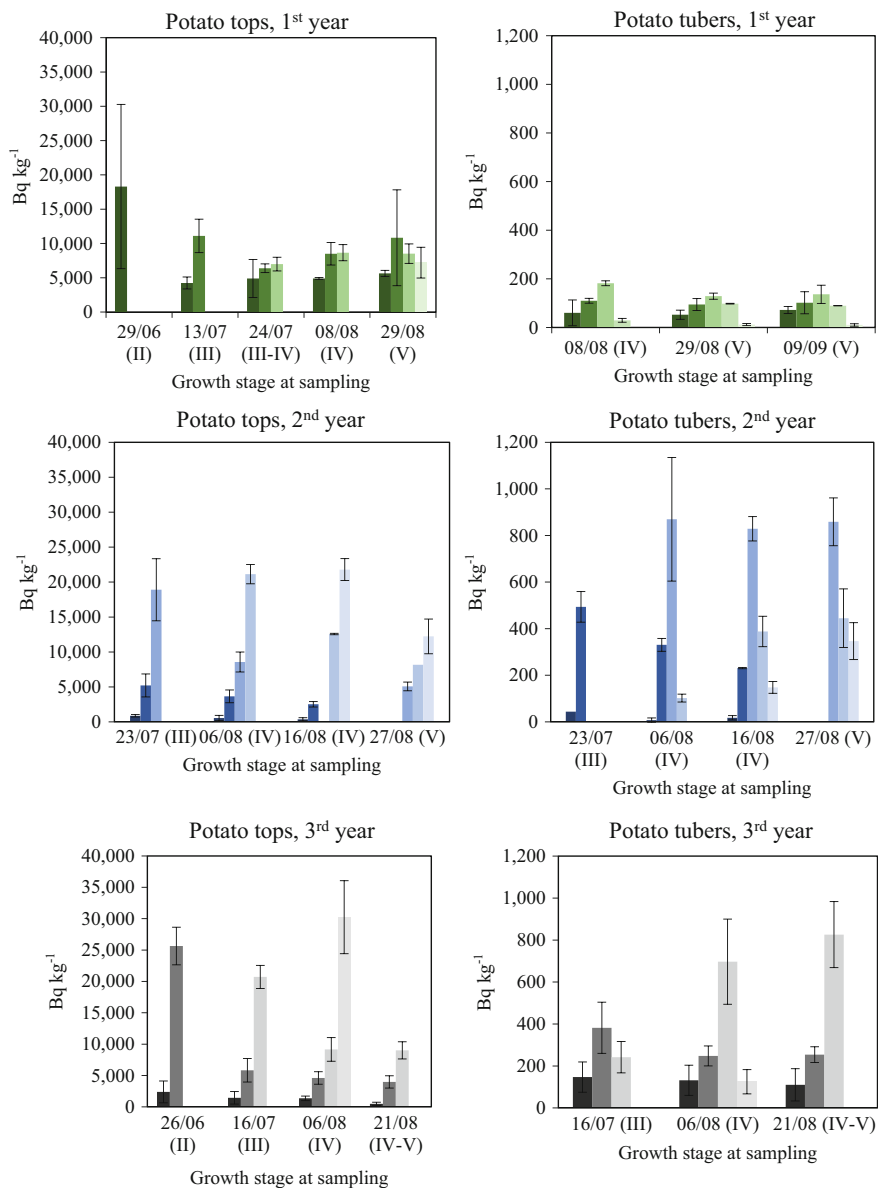 Potato tops, 1st year
40,000
35,000
30,000
25,000
20,000
15,000
10,000
5,000
0
Bq kg-1
29/06 13/07 24/07 08/08 29/08
(II) (III) (III-IV) (IV) (V)
Growth stage at sampling
Potato tubers, 1st year
1,200
1,000
800
600
400
200
0
Bq kg-1
08/08 (IV) 29/08 (V) 09/09 (V)
Growth stage at sampling
Potato tops, 2nd year
40,000
35,000
30,000
25,000
20,000
15,000
10,000
5,000
0
Bq kg-1
23/07 (III) 06/08 (IV) 16/08 (IV) 27/08 (V)
Growth stage at sampling
Potato tubers, 2nd year
1,200
1,000
800
600
400
200
0
Bq kg-1
23/07 06/08 16/08 27/08 (V)
(III) (IV) (IV)
Growth stage at sampling
Potato tops, 3rd year
40,000
35,000
30,000
25,000
20,000
15,000
10,000
5,000
0
Bq kg-1
26/06 16/07 06/08 21/08
(II) (III) (IV) (IV-V)
Growth stage at sampling
Potato tubers, 3rd year
1,200
1,000
800
600
400
200
0
Bq kg-1
16/07 (III) 06/08 (IV) 21/08 (IV-V)
Growth stage at sampling